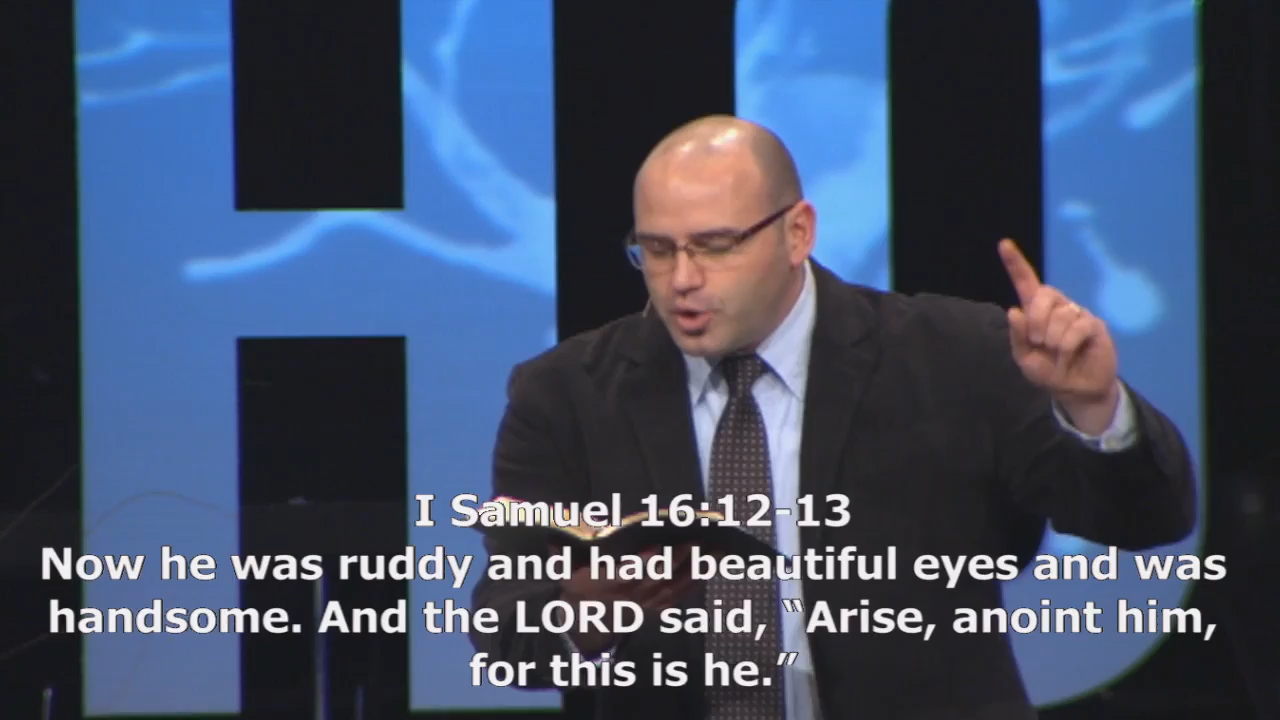 I Samuel 16:12-13
Now he was ruddy and had beautiful eyes and was
handsome. And the LORD said, “Arise, anoint him,
for this is he.”